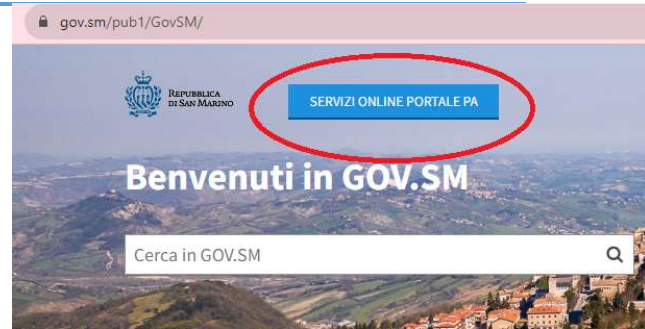 gov.sm/pub1/GovSM/
REPUBBLICA
DI SAN MARINO
SERVIZI ONLINE PORTALE PA
Benvenuti in GOV.SM
Cerca in GOV.SM